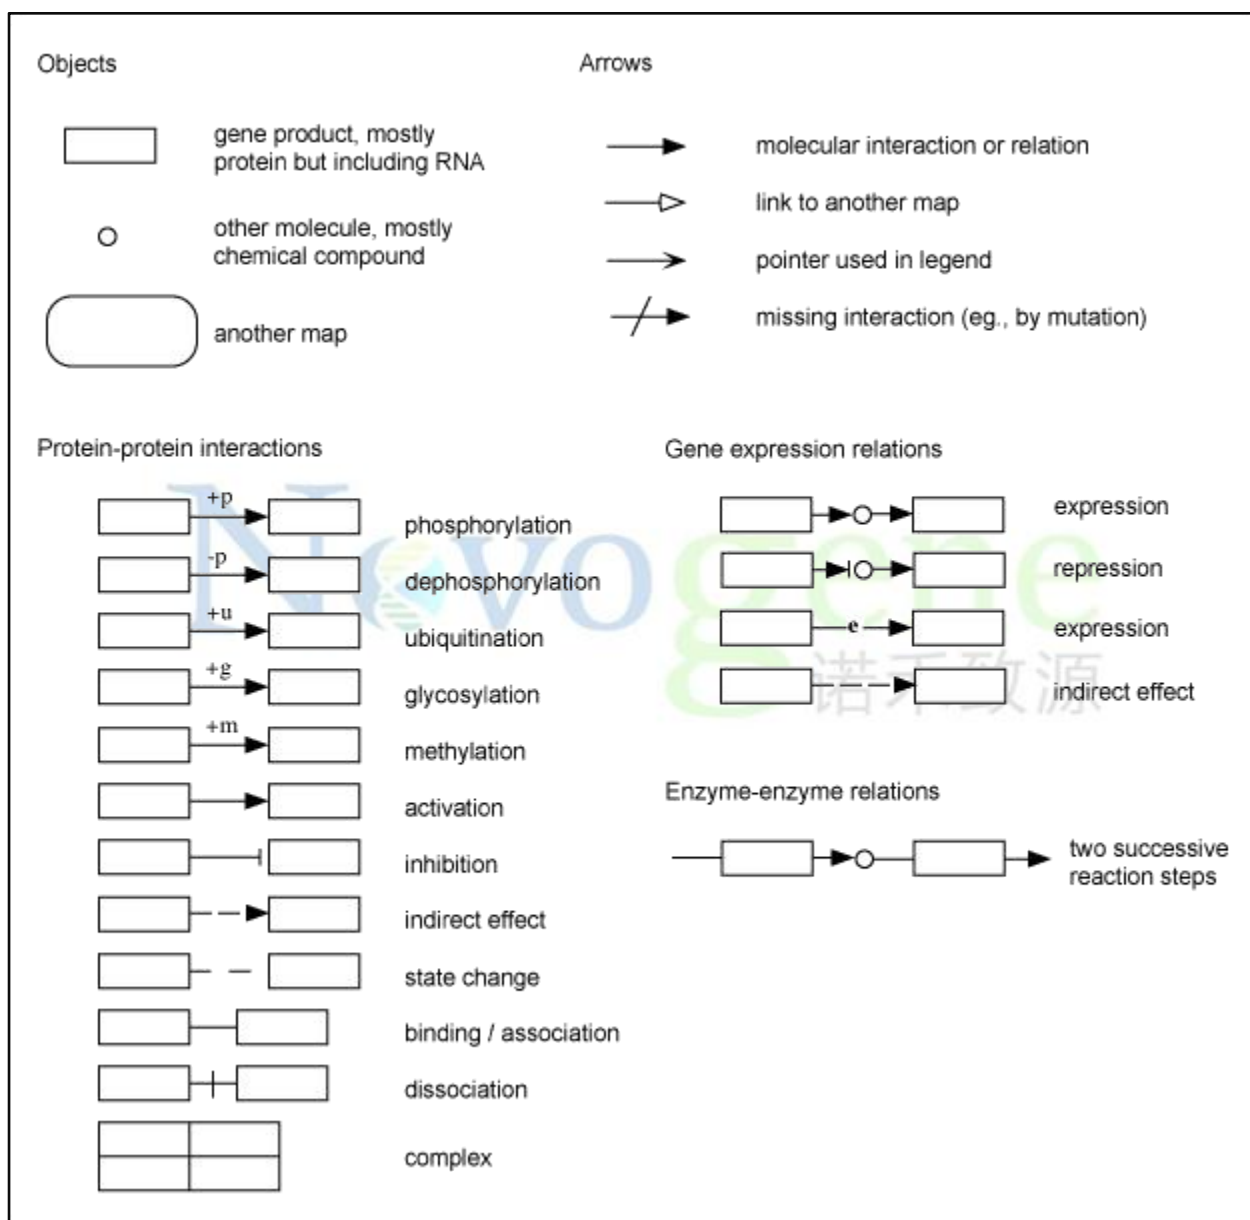 Objects
gene product, mostly
protein but including RNA
other molecule, mostly
chemical compound
another map
Arrows
molecular interaction or relation
link to another map
pointer used in legend
missing interaction (eg., by mutation)
Protein-protein interactions
+p
phosphorylation
-p
dephosphorylation
+u
ubiquitination
+g
glycosylation
+m
methylation
activation
inhibition
indirect effect
state change
binding / association
dissociation
complex
Gene expression relations
expression
repression
e
expression
indirect effect
Enzyme-enzyme relations
two successive
reaction steps
Novogene
诺禾致源